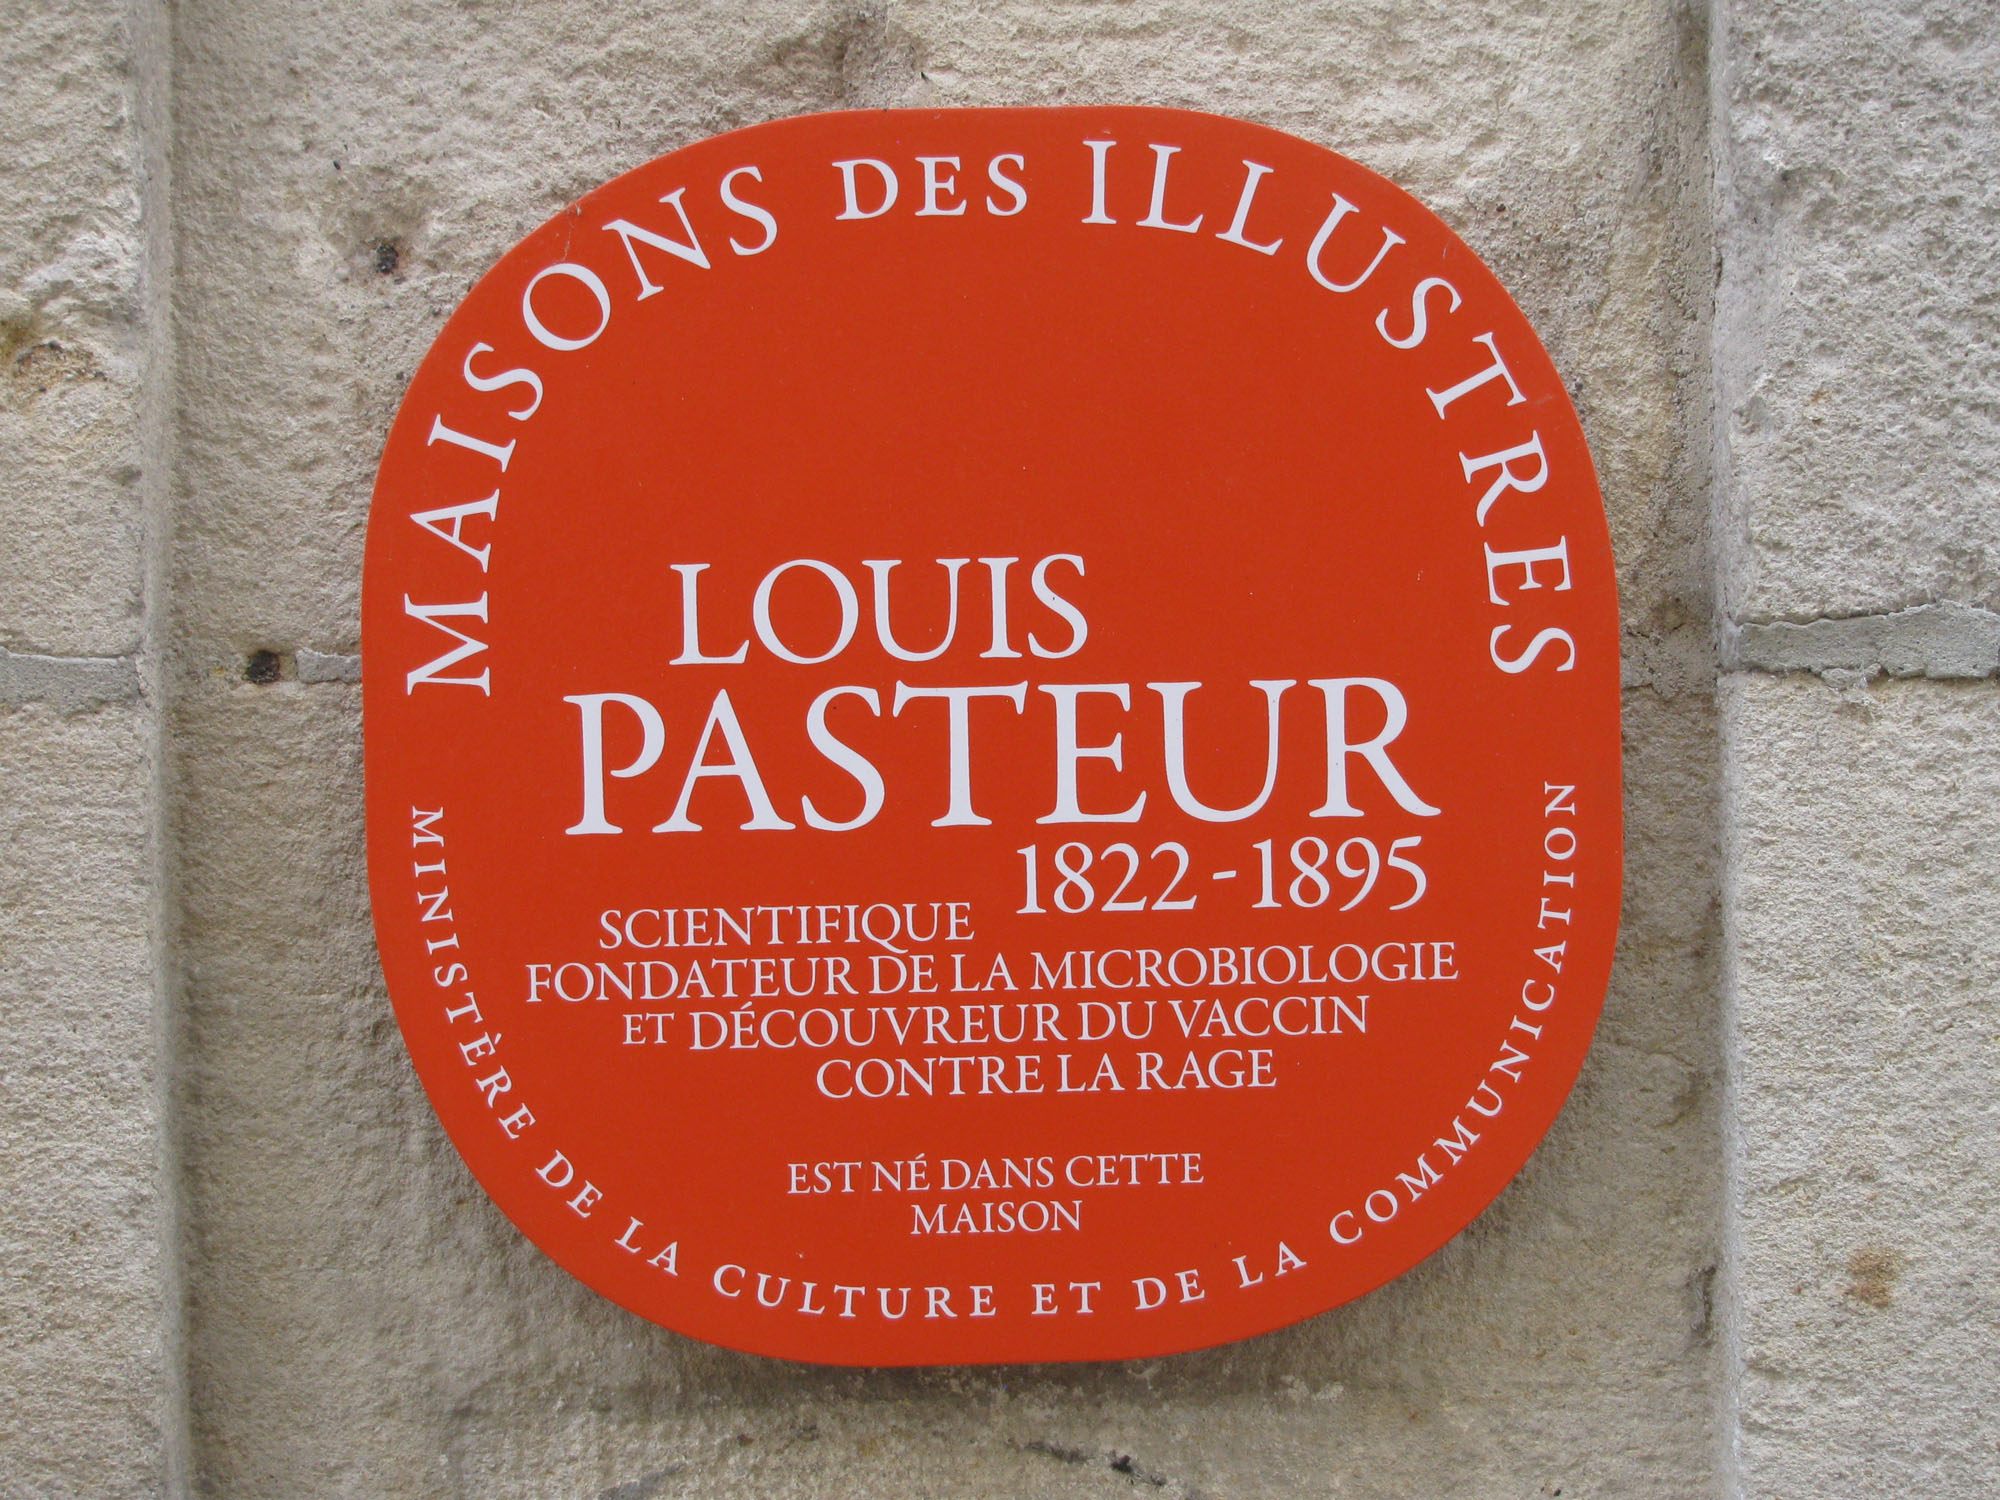 MAISONS DES ILLUSTRES
LOUIS
PASTEUR
1822-1895
SCIENTIFIQUE
FONDATEUR DE LA MICROBIOLOGIE
ET DÉCOUVREUR DU VACCIN
CONTRE LA RAGE
EST NÉ DANS CETTE
MAISON
MINISTÈRE DE LA CULTURE ET DE LA COMMUNICATION